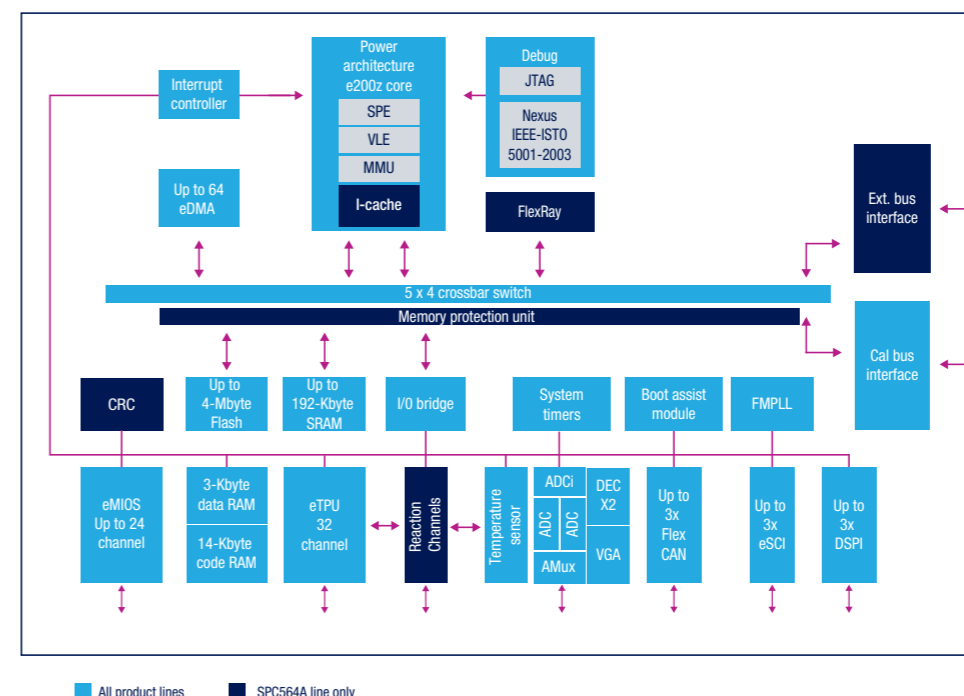 Power
architecture
e200z core
SPE
VLE
MMU
I-cache
Debug
JTAG
Nexus
IEEE-ISTO
5001-2003
Interrupt
controller
Up to 64
eDMA
FlexRay
Ext. bus
interface
5 x 4 crossbar switch
Memory protection unit
Cal bus
interface
CRC
Up to
4-Mbyte
Flash
Up to
192-Kbyte
SRAM
I/0 bridge
System
timers
Boot assist
module
FMPLL
eMIOS
Up to 24
channel
3-Kbyte
data RAM
14-Kbyte
code RAM
eTPU
32
channel
Reaction
Channels
Temperature
sensor
ADCi
ADC
ADC
AMux
DEC
X2
VGA
Up to
3x
Flex
CAN
Up to
3x
eSCI
Up to
3x
DSPI
All product lines
SPC564A line only